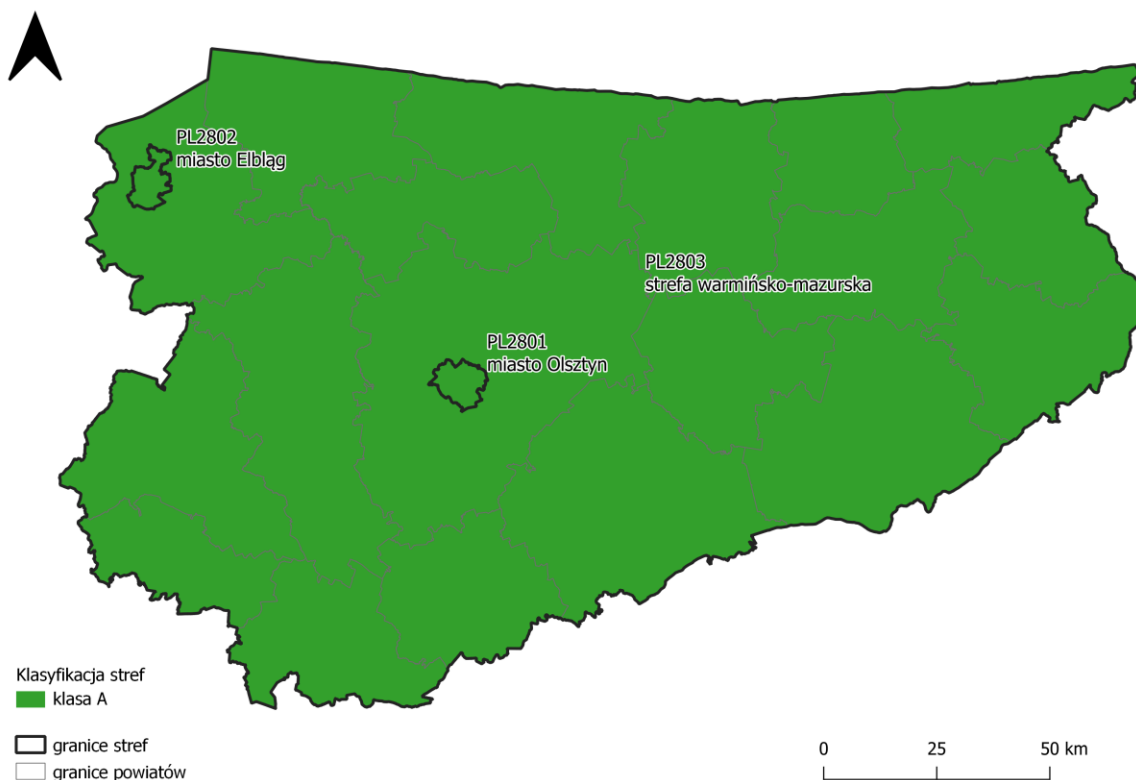 PL2802
miasto Elbląg
PL2803
strefa warmińsko-mazurska
PL2801
miasto Olsztyn
Klasyfikacja stref
klasa A
granice stref
granice powiatów
0 25 50 km